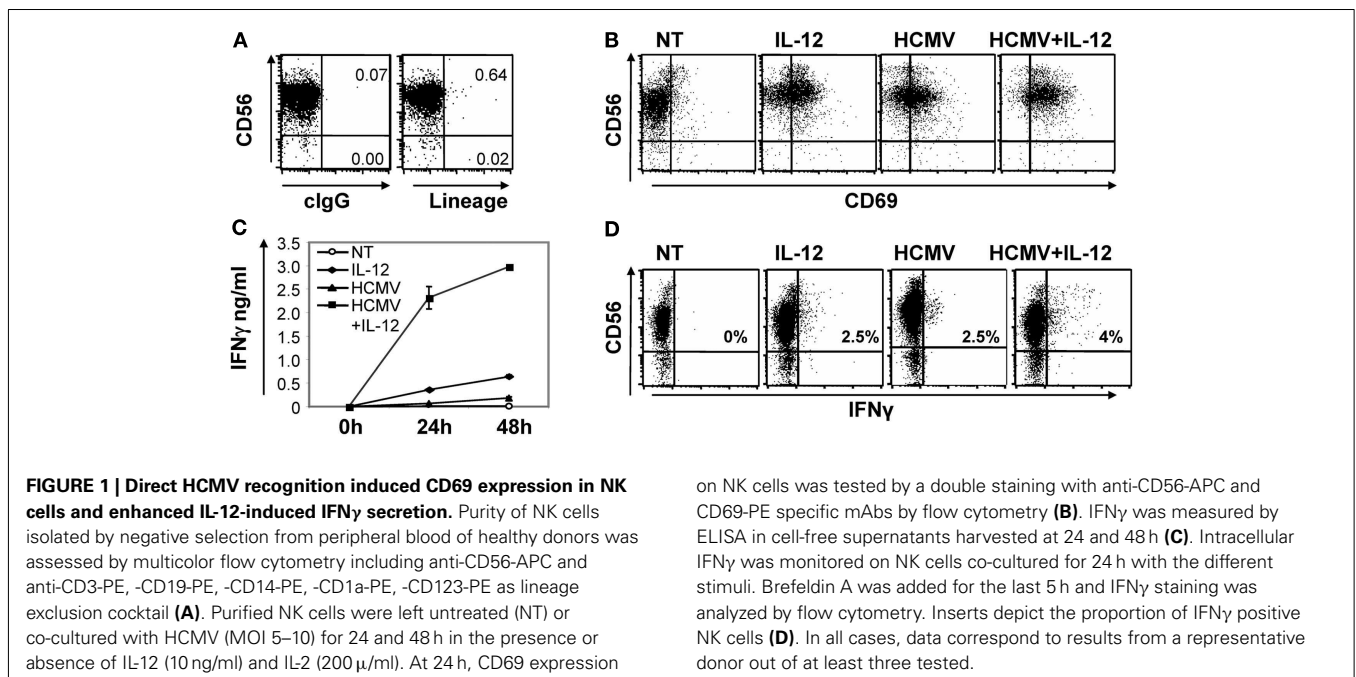 A
CD56
0.07
0.00
cIgG
0.64
0.02
Lineage
B
NT IL-12 HCMV HCMV+IL-12
CD56
CD69
C
IFNγ ng/ml
3.5
3.0
2.5
2.0
1.5
1.0
0.5
0
NT
IL-12
HCMV
HCMV
+IL-12
0h 24h 48h
D
NT IL-12 HCMV HCMV+IL-12
CD56
0% 2.5% 2.5% 4%
IFNγ
FIGURE 1 | Direct HCMV recognition induced CD69 expression in NK
cells and enhanced IL-12-induced IFNγ secretion. Purity of NK cells
isolated by negative selection from peripheral blood of healthy donors was
assessed by multicolor flow cytometry including anti-CD56-APC and
anti-CD3-PE, -CD19-PE, -CD14-PE, -CD1a-PE, -CD123-PE as lineage
exclusion cocktail (A). Purified NK cells were left untreated (NT) or
co-cultured with HCMV (MOI 5–10) for 24 and 48 h in the presence or
absence of IL-12 (10 ng/ml) and IL-2 (200 μ/ml). At 24 h, CD69 expression
on NK cells was tested by a double staining with anti-CD56-APC and
CD69-PE specific mAbs by flow cytometry (B). IFNγ was measured by
ELISA in cell-free supernatants harvested at 24 and 48 h (C). Intracellular
IFNγ was monitored on NK cells co-cultured for 24 h with the different
stimuli. Brefeldin A was added for the last 5 h and IFNγ staining was
analyzed by flow cytometry. Inserts depict the proportion of IFNγ positive
NK cells (D). In all cases, data correspond to results from a representative
donor out of at least three tested.